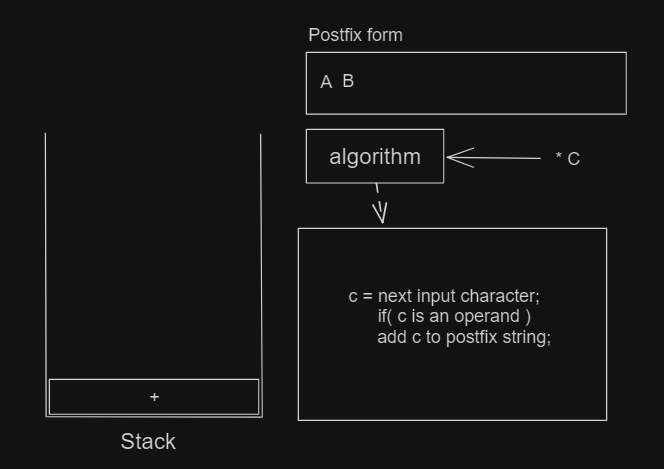 Postfix form
A B
algorithm
* C
c = next input character;
if( c is an operand )
add c to postfix string;
+
Stack